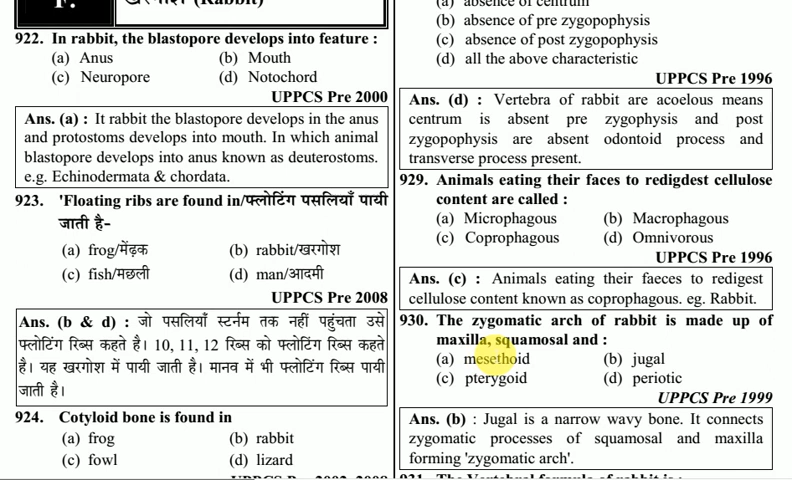 खरगोश (Rabbit)
922. In rabbit, the blastopore develops into feature :
(a) Anus (b) Mouth
(c) Neuropore (d) Notochord
UPPCS Pre 2000
Ans. (a) : It rabbit the blastopore develops in the anus
and protostoms develops into mouth. In which animal
blastopore develops into anus known as deuterostoms.
e.g. Echinodermata & chordata.
923. 'Floating ribs are found in/फ्लोटिंग पसलियाँ पायी
जाती है-
(a) frog/मेंढ़क (b) rabbit/खरगोश
(c) fish/मछली (d) man/आदमी
UPPCS Pre 2008
Ans. (b & d) : जो पसलियाँ स्टर्नम तक नहीं पहुंचता उसे
फ्लोटिंग रिब्स कहते है। 10, 11, 12 रिब्स को फ्लोटिंग रिब्स कहते
है। यह खरगोश में पायी जाती है। मानव में भी फ्लोटिंग रिब्स पायी
जाती है।
924. Cotyloid bone is found in
(a) frog (b) rabbit
(c) fowl (d) lizard
(a) absence of centrum
(b) absence of pre zygopophysis
(c) absence of post zygopophysis
(d) all the above characteristic
UPPCS Pre 1996
Ans. (d) : Vertebra of rabbit are acoelous means
centrum is absent pre zygophysis and post
zygopophysis are absent odontoid process and
transverse process present.
929. Animals eating their faces to redigdest cellulose
content are called :
(a) Microphagous (b) Macrophagous
(c) Coprophagous (d) Omnivorous
UPPCS Pre 1996
Ans. (c) : Animals eating their faeces to redigest
cellulose content known as coprophagous. eg. Rabbit.
930. The zygomatic arch of rabbit is made up of
maxilla, squamosal and :
(a) mesethoid (b) jugal
(c) pterygoid (d) periotic
UPPCS Pre 1999
Ans. (b) : Jugal is a narrow wavy bone. It connects
zygomatic processes of squamosal and maxilla
forming 'zygomatic arch'.
931. The Vertebral formula of rabbit is :